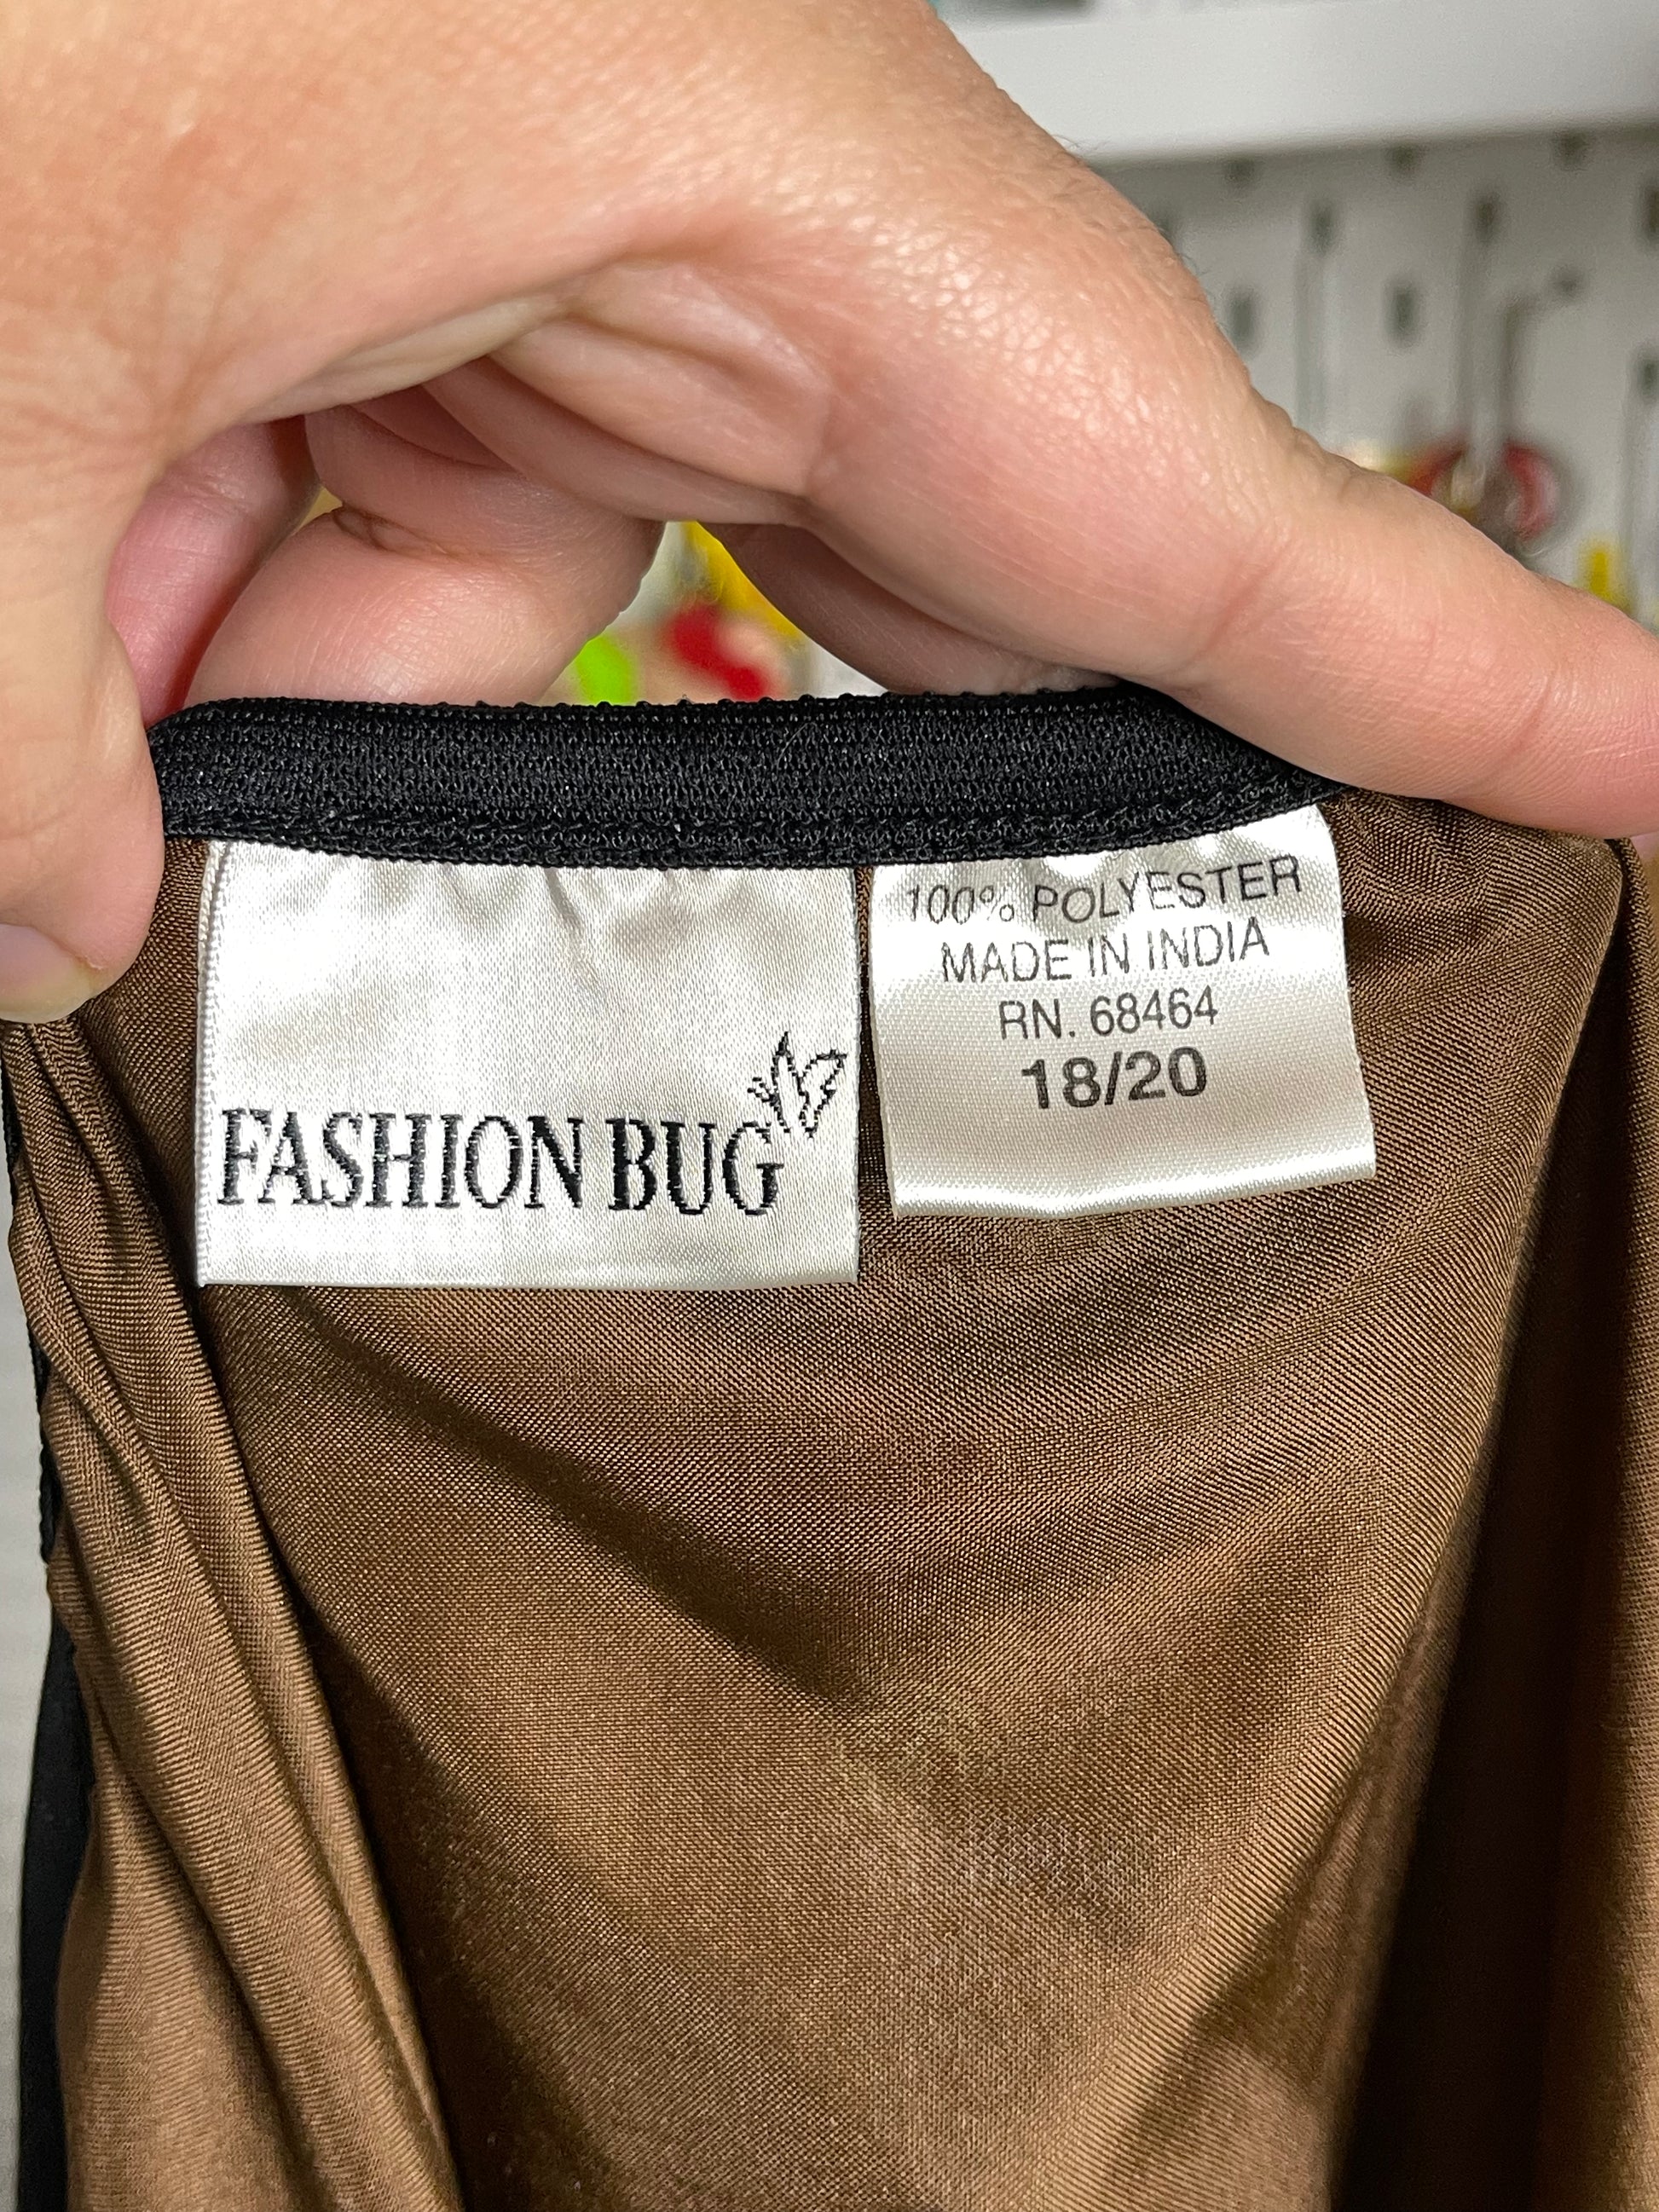 FASHION BUG
100% POLYESTER
MADE IN INDIA
RN. 68464
18/20